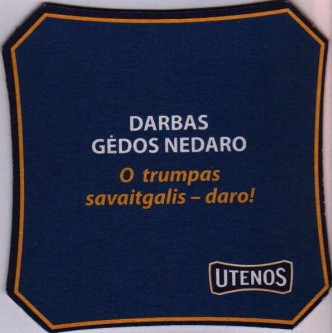 DARBAS
GĖDOS NEDARO
O trumpas
savaitgalis – daro!
UTENOS